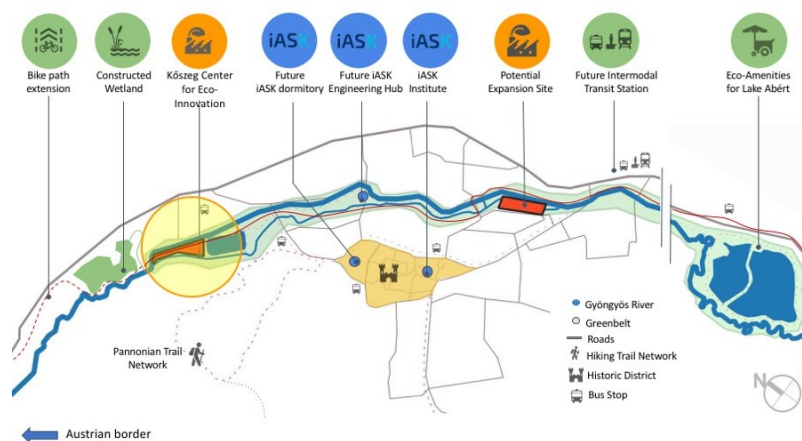 iASK
iASK
iASK
Bike path
extension
Constructed
Wetland
Kőszeg Center
for Eco-
Innovation
Future
iASK dormitory
Future iASK
Engineering Hub
iASK
Institute
Potential
Expansion Site
Future Intermodal
Transit Station
Eco-Amenities
for Lake Abért
Pannonian Trail
Network
Gyöngyös River
Greenbelt
Roads
Hiking Trail Network
Historic District
Bus Stop
N
Austrian border